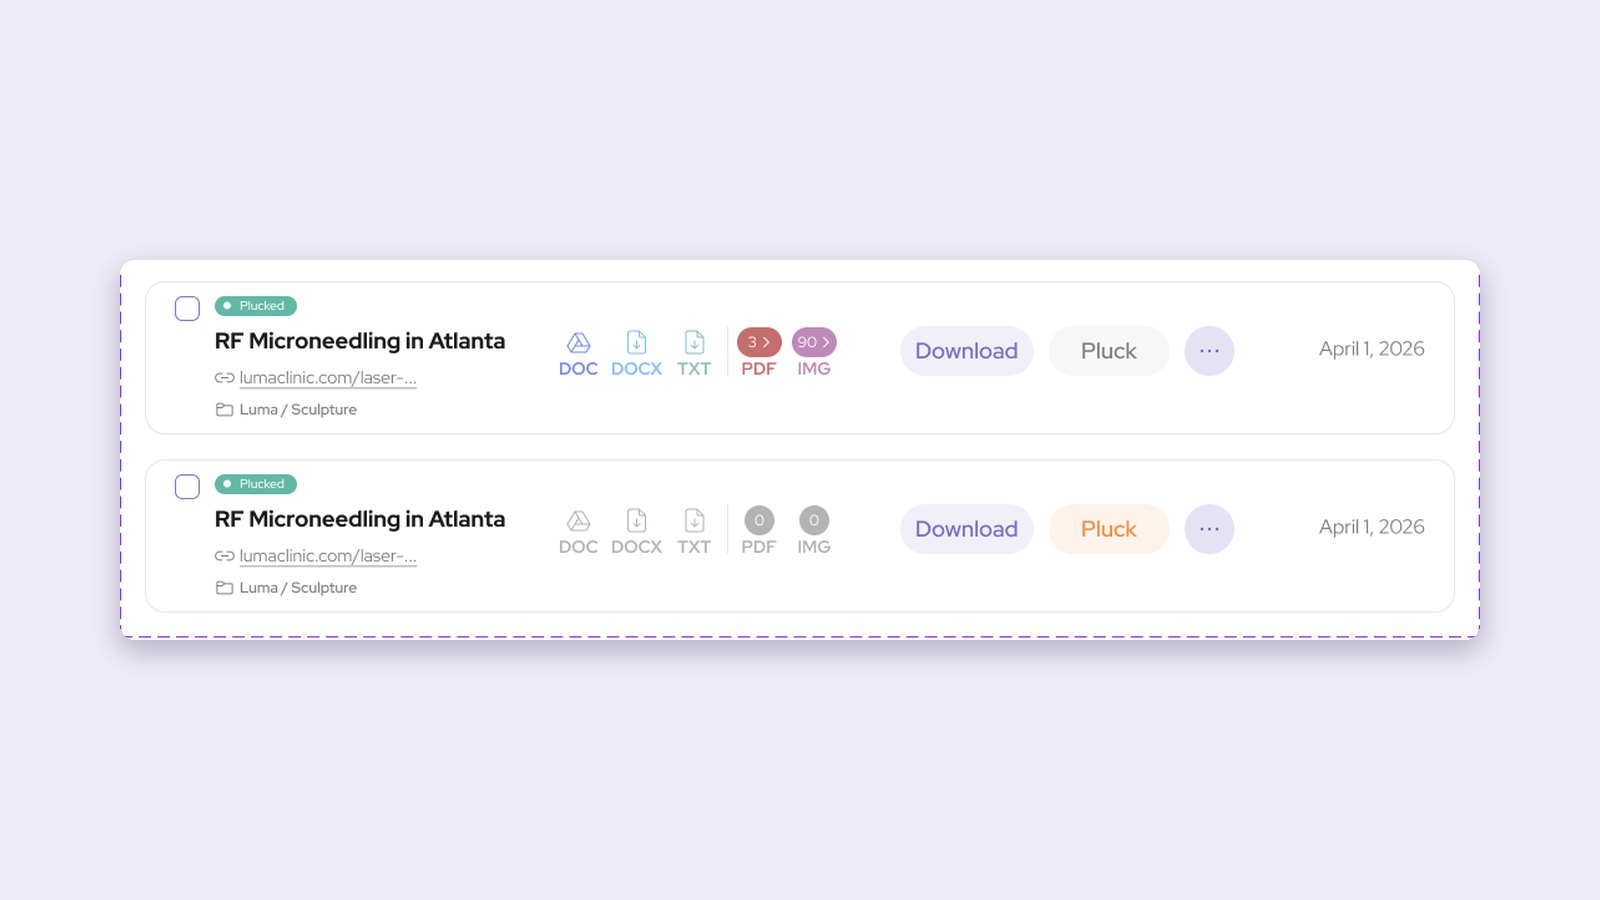 Plucked
RF Microneedling in Atlanta
lumaclinic.com/laser-...
Luma / Sculpture
DOC DOCX TXT
3 > 90 >
PDF IMG
Download Pluck ...
April 1, 2026
Plucked
RF Microneedling in Atlanta
lumaclinic.com/laser-...
Luma / Sculpture
DOC DOCX TXT
0 0
PDF IMG
Download Pluck ...
April 1, 2026